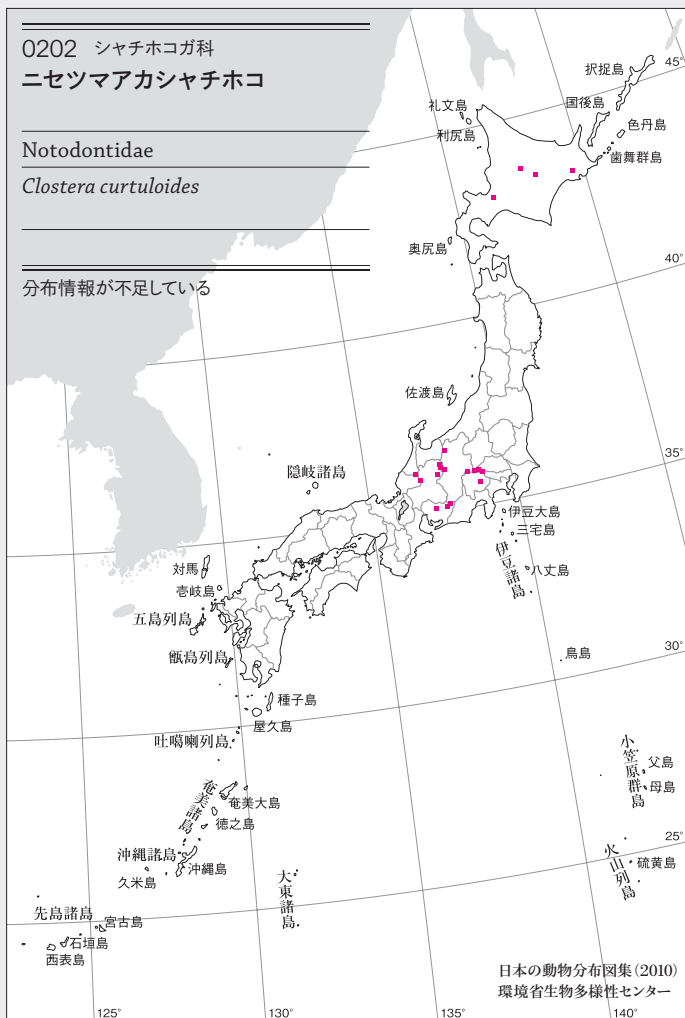 0202 シャチホコガ科
ニセツマアカシャチホコ
Notodontidae
Clostera curtuloides
分布情報が不足している
45°
択捉島
国後島
礼文島
色丹島
利尻島
歯舞群島
奥尻島
40°
佐渡島
35°
隠岐諸島
伊豆大島
三宅島
伊豆諸島
八丈島
対馬
壱岐島
五島列島
甑島列島
鳥島
30°
種子島
屋久島
吐噶喇列島
小笠原群島
父島
母島
奄美諸島
奄美大島
徳之島
25°
沖縄諸島
沖縄島
久米島
火山列島
硫黄島
大東諸島
先島諸島
宮古島
石垣島
西表島
日本の動物分布図集(2010)
環境省生物多様性センター
125°
130°
135°
140°